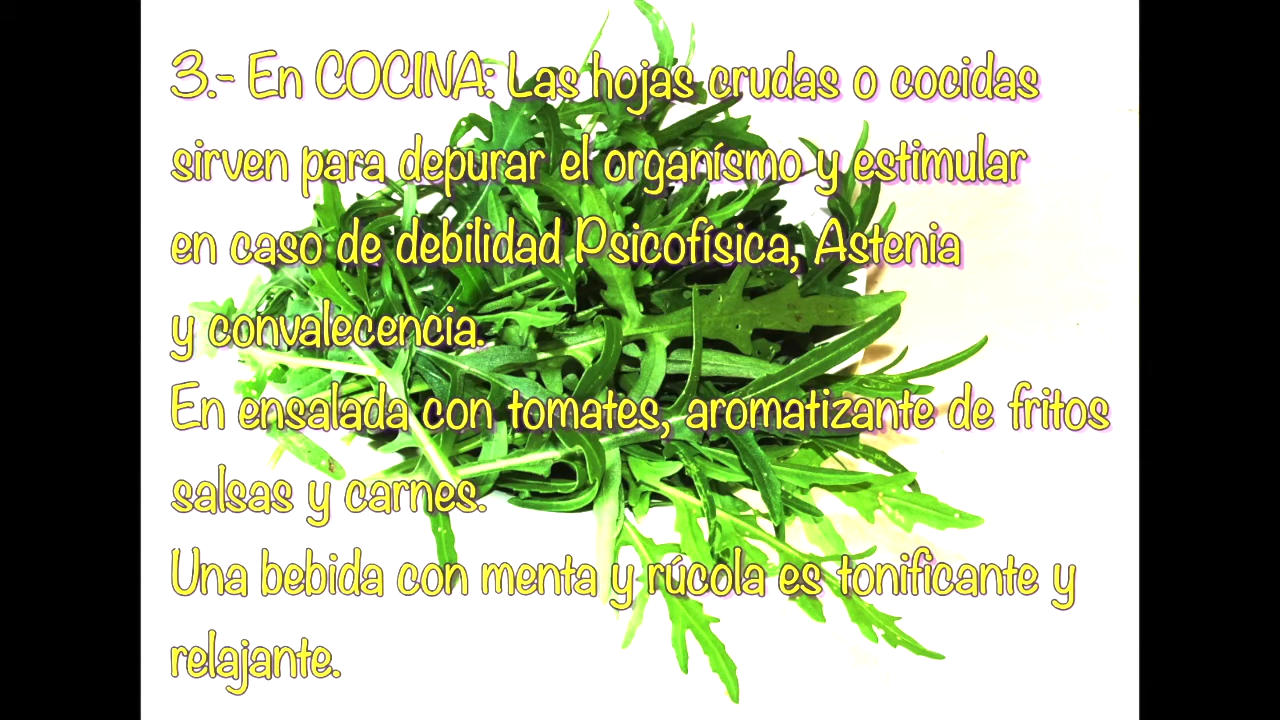 3.- En COCINA: Las hojas crudas o cocidas
sirven para depurar el organísmo y estimular
en caso de debilidad Psicofísica, Astenia
y convalecencia.
En ensalada con tomates, aromatizante de fritos
salsas y carnes.
Una bebida con menta y rúcola es tonificante y
relajante.